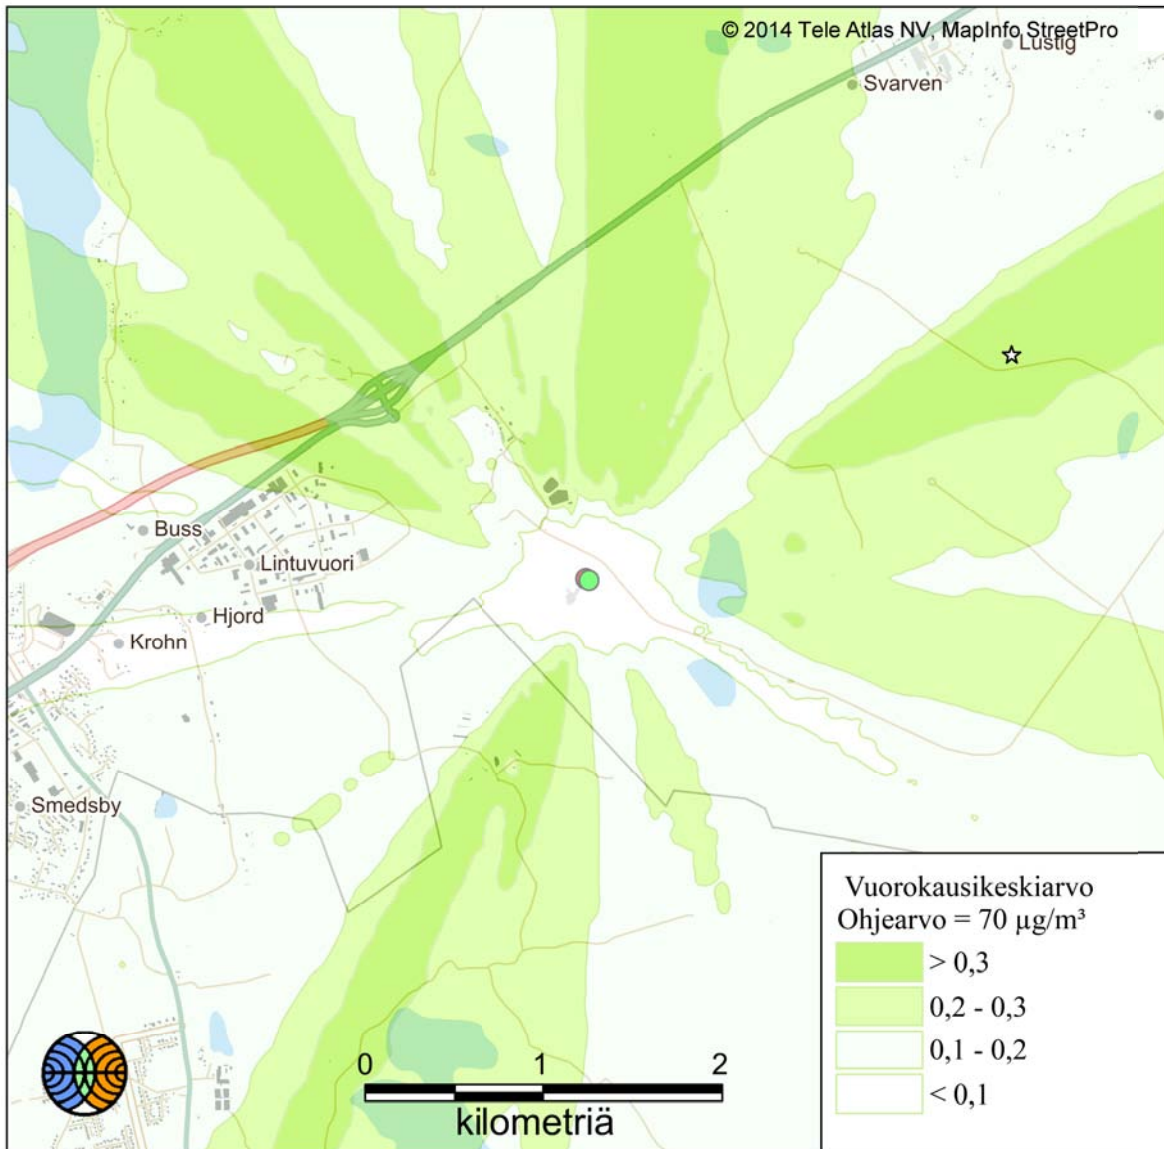 © 2014 Tele Atlas NV, MapInfo StreetPro
Lustig
Svarven
Buss
Lintuvuori
Hjord
Krohn
Smedsby
Vuorokausikeskiarvo
Ohjearvo = 70 µg/m³
> 0,3
0,2 - 0,3
0,1 - 0,2
< 0,1
0 1 2
kilometriä